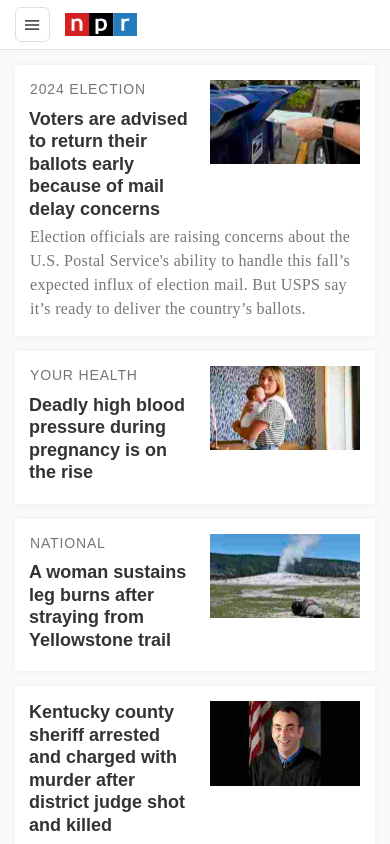 npr
2024 ELECTION
Voters are advised
to return their
ballots early
because of mail
delay concerns
Election officials are raising concerns about the
U.S. Postal Service's ability to handle this fall’s
expected influx of election mail. But USPS say
it’s ready to deliver the country’s ballots.
YOUR HEALTH
Deadly high blood
pressure during
pregnancy is on
the rise
NATIONAL
A woman sustains
leg burns after
straying from
Yellowstone trail
Kentucky county
sheriff arrested
and charged with
murder after
district judge shot
and killed